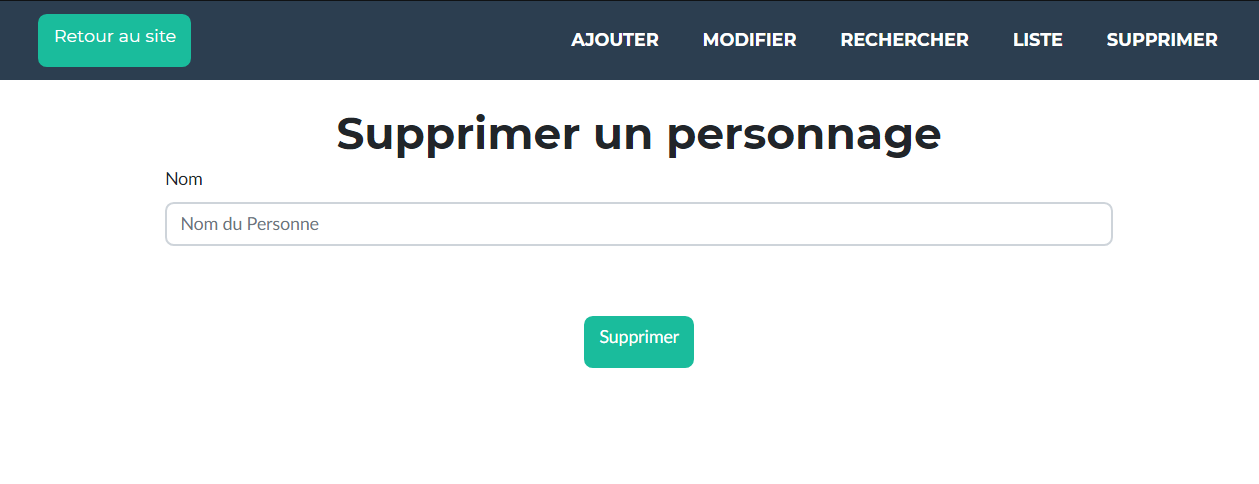 Retour au site
AJOUTER MODIFIER RECHERCHER LISTE SUPPRIMER
Supprimer un personnage
Nom
Nom du Personne
Supprimer